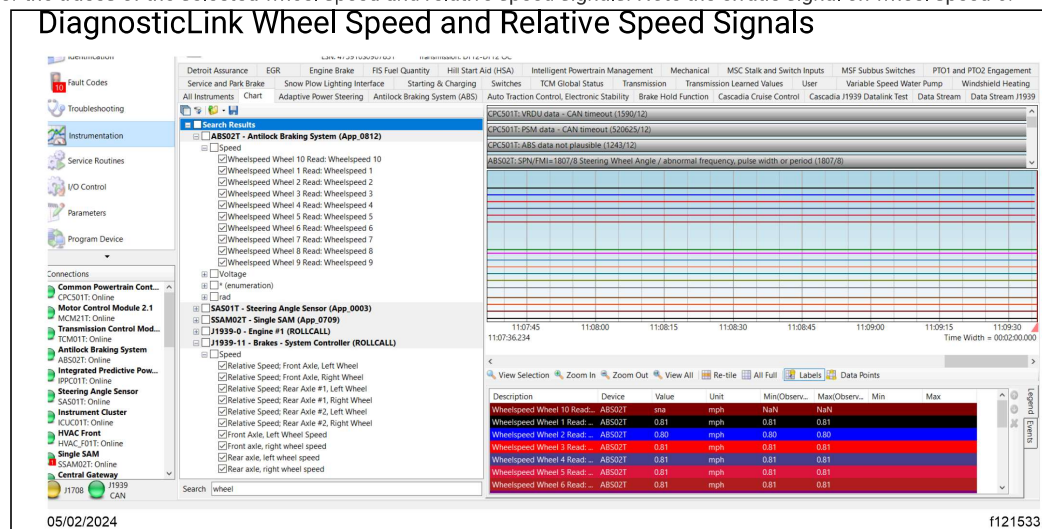 DiagnosticLink Wheel Speed and Relative Speed Signals
Identification
Fault Codes
10
Troubleshooting
Instrumentation
Service Routines
I/O Control
Parameters
Program Device
Connections
Common Powertrain Cont...
CPC501T: Online
Motor Control Module 2.1
MCM21T: Online
Transmission Control Mod...
TCM01T: Online
Antilock Braking System
ABS02T: Online
Integrated Predictive Pow...
IPPC01T: Online
Steering Angle Sensor
SAS01T: Online
Instrument Cluster
ICUC01T: Online
HVAC Front
HVAC_F01T: Online
Single SAM
SSAM02T: Online
Central Gateway
J1708
J1939
CAN
Detroit Assurance EGR Engine Brake FIS Fuel Quantity Hill Start Aid (HSA) Intelligent Powertrain Management Mechanical MSC Stalk and Switch Inputs MSF Subbus Switches PTO1 and PTO2 Engagement
Service and Park Brake Snow Plow Lighting Interface Starting & Charging Switches TCM Global Status Transmission Transmission Learned Values User Variable Speed Water Pump Windshield Heating
All Instruments Chart Adaptive Power Steering Antilock Braking System (ABS) Auto Traction Control, Electronic Stability Brake Hold Function Cascadia Cruise Control Cascadia J1939 Datalink Test Data Stream Data Stream J1939
Search Results
ABS02T - Antilock Braking System (App_0812)
Speed
Wheelspeed Wheel 10 Read: Wheelspeed 10
Wheelspeed Wheel 1 Read: Wheelspeed 1
Wheelspeed Wheel 2 Read: Wheelspeed 2
Wheelspeed Wheel 3 Read: Wheelspeed 3
Wheelspeed Wheel 4 Read: Wheelspeed 4
Wheelspeed Wheel 5 Read: Wheelspeed 5
Wheelspeed Wheel 6 Read: Wheelspeed 6
Wheelspeed Wheel 7 Read: Wheelspeed 7
Wheelspeed Wheel 8 Read: Wheelspeed 8
Wheelspeed Wheel 9 Read: Wheelspeed 9
Voltage
* (enumeration)
rad
SAS01T - Steering Angle Sensor (App_0003)
SSAM02T - Single SAM (App_0709)
J1939-0 - Engine #1 (ROLLCALL)
J1939-11 - Brakes - System Controller (ROLLCALL)
Speed
Relative Speed; Front Axle, Left Wheel
Relative Speed; Front Axle, Right Wheel
Relative Speed; Rear Axle #1, Left Wheel
Relative Speed; Rear Axle #1, Right Wheel
Relative Speed; Rear Axle #2, Left Wheel
Relative Speed; Rear Axle #2, Right Wheel
Front Axle, Left Wheel Speed
Front axle, right wheel speed
Rear axle, left wheel speed
Rear axle, right wheel speed
Search wheel
CPC501T: VRDU data - CAN timeout (1590/12)
CPC501T: PSM data - CAN timeout (520625/12)
CPC501T: ABS data not plausible (1243/12)
ABS02T: SPN/FMI=1807/8 Steering Wheel Angle / abnormal frequency, pulse width or period (1807/8)
11:07:45 11:08:00 11:08:15 11:08:30 11:08:45 11:09:00 11:09:15 11:09:30
11:07:36.234 Time Width = 00:02:00.000
View Selection Zoom In Zoom Out View All Re-tile All Full Labels Data Points
Description Device Value Unit Min(Observ... Max(Observ... Min Max
Wheelspeed Wheel 10 Read:... ABS02T sna mph NaN NaN
Wheelspeed Wheel 1 Read: ... ABS02T 0.81 mph 0.81 0.81
Wheelspeed Wheel 2 Read: ... ABS02T 0.80 mph 0.80 0.80
Wheelspeed Wheel 3 Read: ... ABS02T 0.81 mph 0.81 0.81
Wheelspeed Wheel 4 Read: ... ABS02T 0.81 mph 0.81 0.81
Wheelspeed Wheel 5 Read: ... ABS02T 0.81 mph 0.81 0.81
Wheelspeed Wheel 6 Read: ... ABS02T 0.81 mph 0.81 0.81
Legend
Events
05/02/2024 f121533